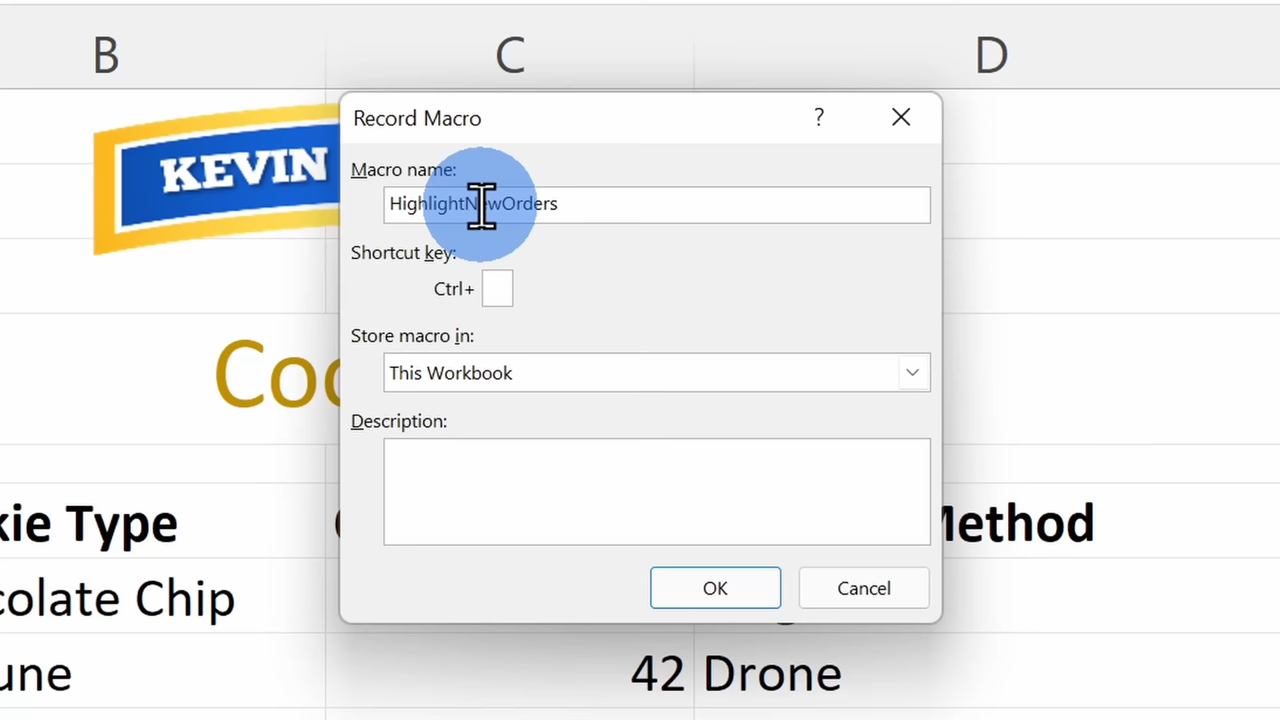 B C D
KEVIN
Record Macro ?
Macro name:
HighlightNewOrders
Shortcut key:
Ctrl+
Store macro in:
This Workbook
Description:
Coo
kie Type Method
colate Chip
une 42 Drone
OK Cancel